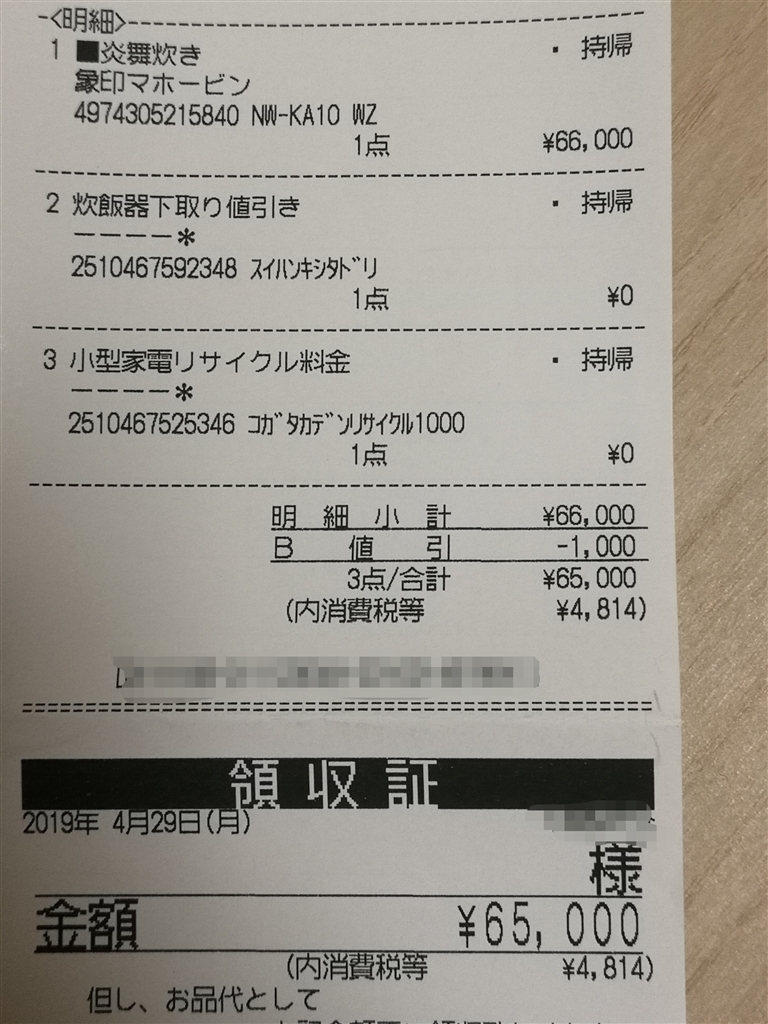 -<明細>-
1 ■炎舞炊き ・ 持帰
象印マホービン
4974305215840 NW-KA10 WZ
1点 ¥66,000
2 炊飯器下取り値引き ・ 持帰
ーーーー＊
2510467592348 ｽｲﾊﾝｷｼﾀﾄﾞﾘ
1点 ¥0
3 小型家電リサイクル料金 ・ 持帰
ーーーー＊
2510467525346 ｺｶﾞﾀｶﾃﾞﾝﾘｻｲｸﾙ1000
1点 ¥0
明 細 小 計 ¥66,000
B 値 引 -1,000
3点/合計 ¥65,000
(内消費税等 ¥4,814)
領 収 証
2019年 4月29日(月)
様
金額 ¥65,000
(内消費税等 ¥4,814)
但し、お品代として